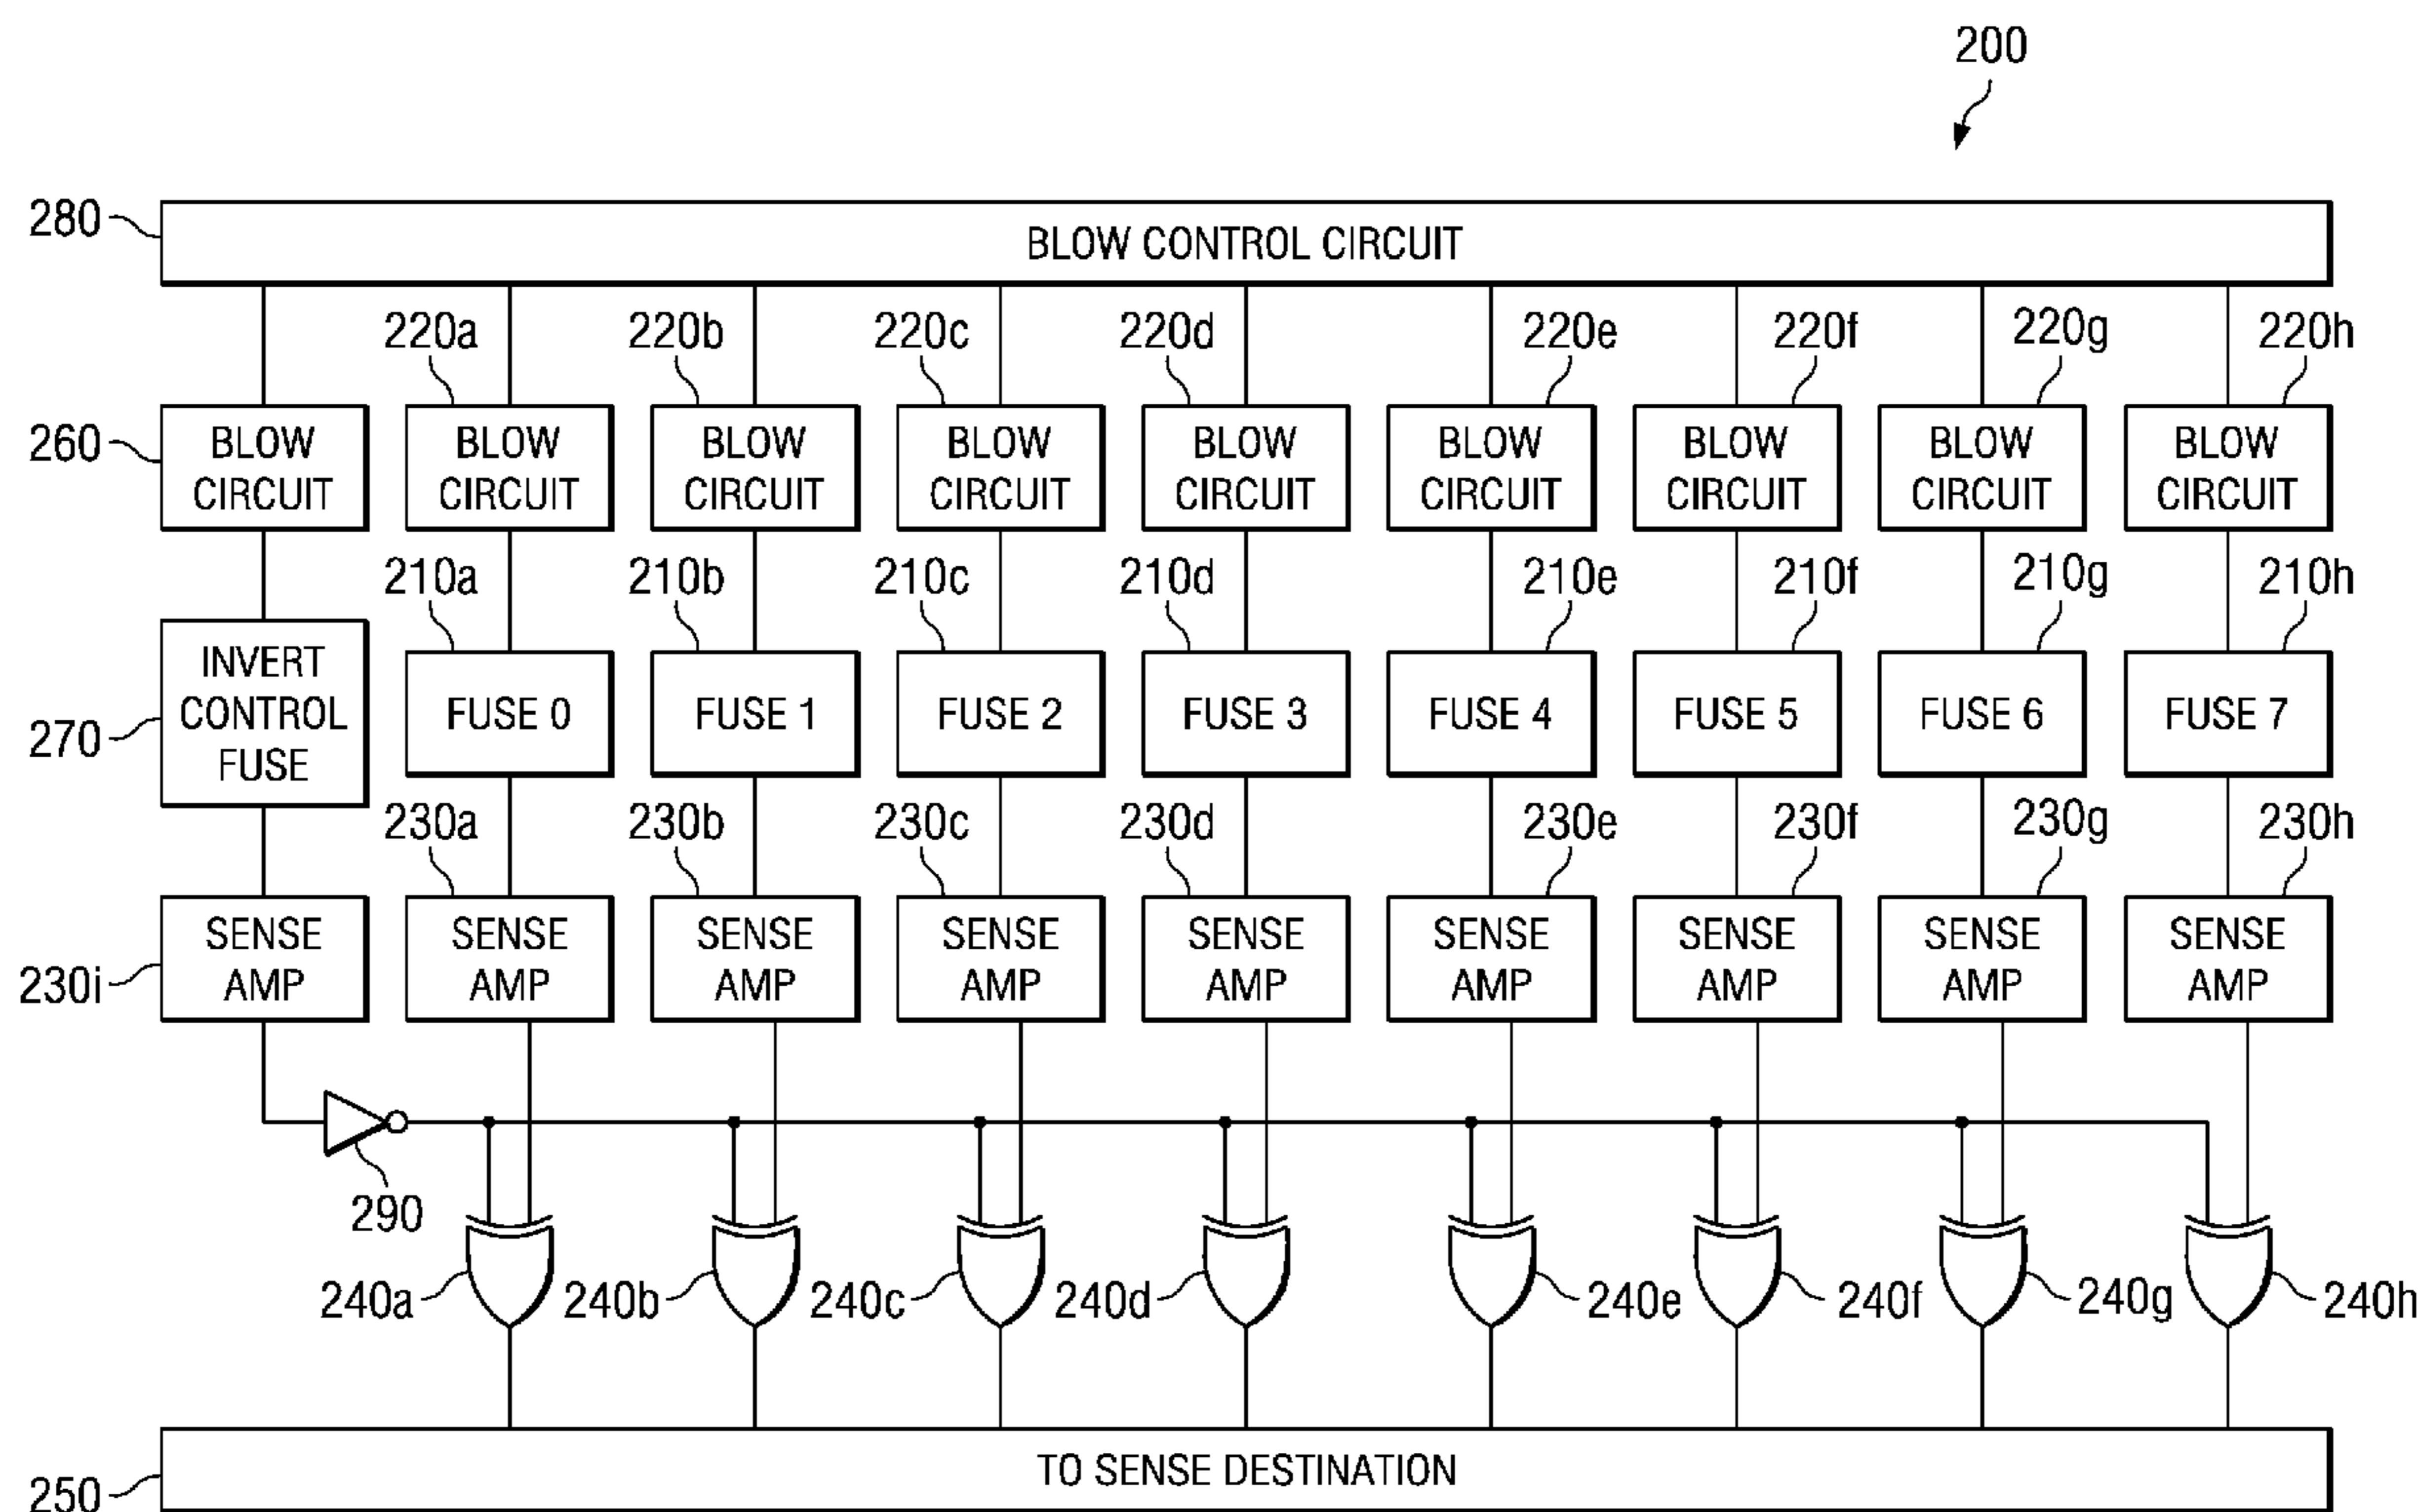 200
280
BLOW CONTROL CIRCUIT
220a 220b 220c 220d 220e 220f 220g 220h
260
BLOW CIRCUIT
BLOW CIRCUIT
BLOW CIRCUIT
BLOW CIRCUIT
BLOW CIRCUIT
BLOW CIRCUIT
BLOW CIRCUIT
BLOW CIRCUIT
BLOW CIRCUIT
210a 210b 210c 210d 210e 210f 210g 210h
270
INVERT
CONTROL
FUSE
FUSE 0
FUSE 1
FUSE 2
FUSE 3
FUSE 4
FUSE 5
FUSE 6
FUSE 7
230a 230b 230c 230d 230e 230f 230g 230h
230i
SENSE AMP
SENSE AMP
SENSE AMP
SENSE AMP
SENSE AMP
SENSE AMP
SENSE AMP
SENSE AMP
SENSE AMP
290
240a 240b 240c 240d 240e 240f 240g 240h
250
TO SENSE DESTINATION